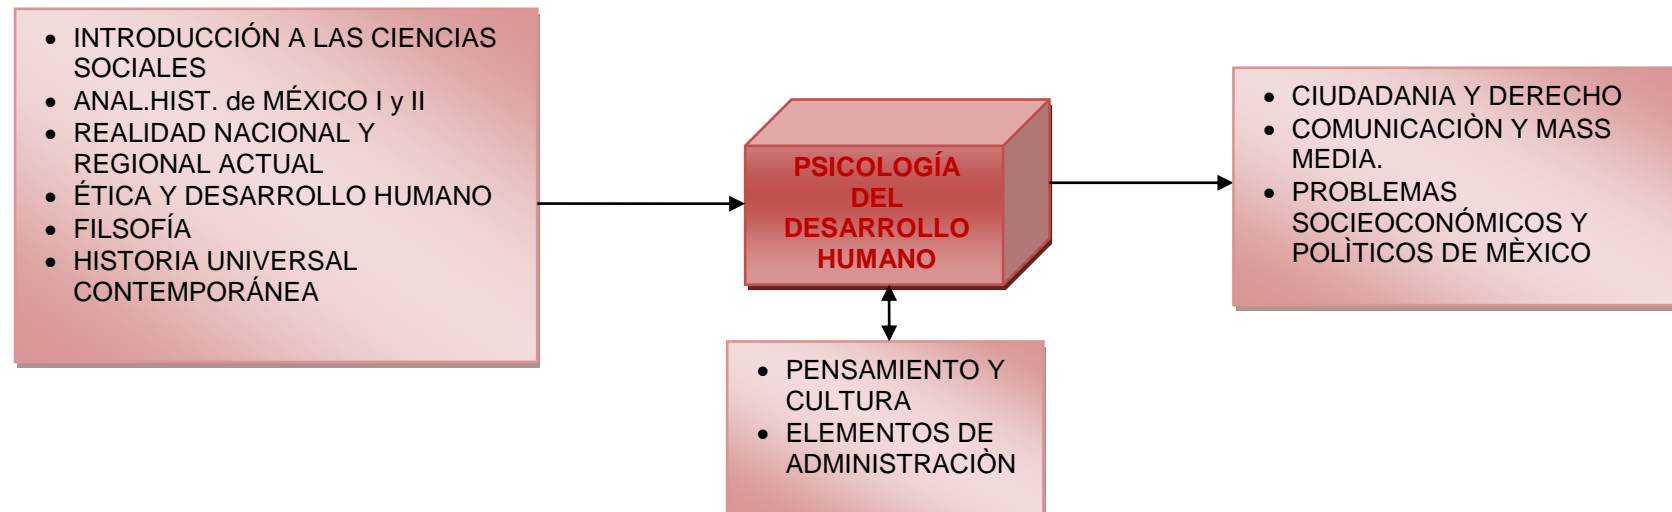 • INTRODUCCIÓN A LAS CIENCIAS
SOCIALES
• ANAL.HIST. de MÉXICO I y II
• REALIDAD NACIONAL Y
REGIONAL ACTUAL
• ÉTICA Y DESARROLLO HUMANO
• FILSOFÍA
• HISTORIA UNIVERSAL
CONTEMPORÁNEA
PSICOLOGÍA
DEL
DESARROLLO
HUMANO
• PENSAMIENTO Y
CULTURA
• ELEMENTOS DE
ADMINISTRACIÒN
• CIUDADANIA Y DERECHO
• COMUNICACIÒN Y MASS
MEDIA.
• PROBLEMAS
SOCIEOCONÓMICOS Y
POLÌTICOS DE MÈXICO